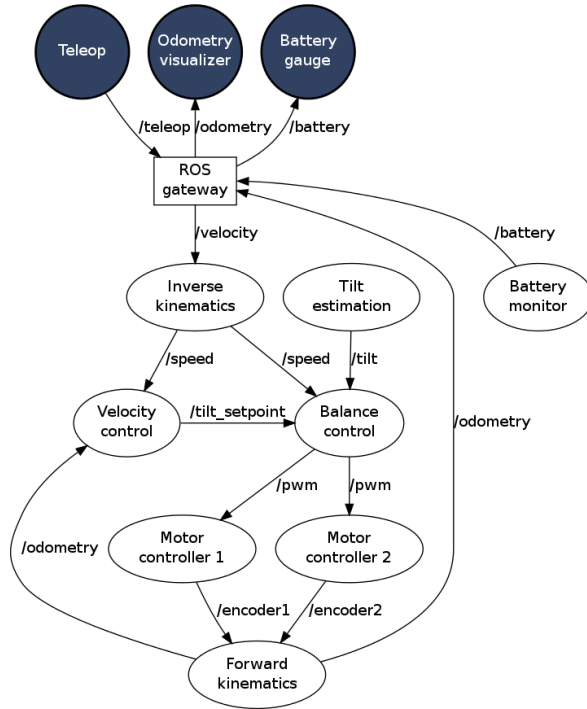 Teleop
Odometry
visualizer
Battery
gauge
/teleop
/odometry
/battery
ROS
gateway
/velocity
/battery
Inverse
kinematics
Tilt
estimation
Battery
monitor
/speed
/speed
/tilt
Velocity
control
/tilt_setpoint
Balance
control
/odometry
/pwm
/pwm
/odometry
Motor
controller 1
Motor
controller 2
/encoder1
/encoder2
Forward
kinematics